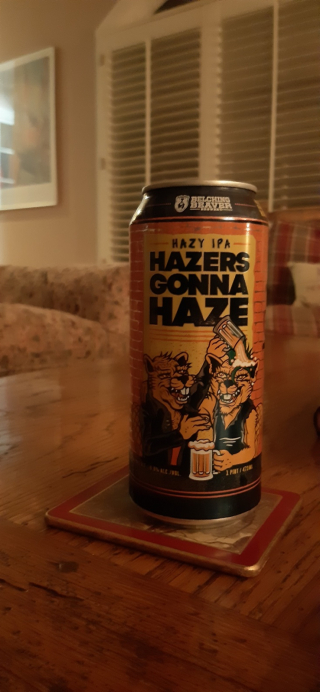 BELCHING
BEAVER
HAZY IPA
HAZERS
GONNA
HAZE
1 PINT